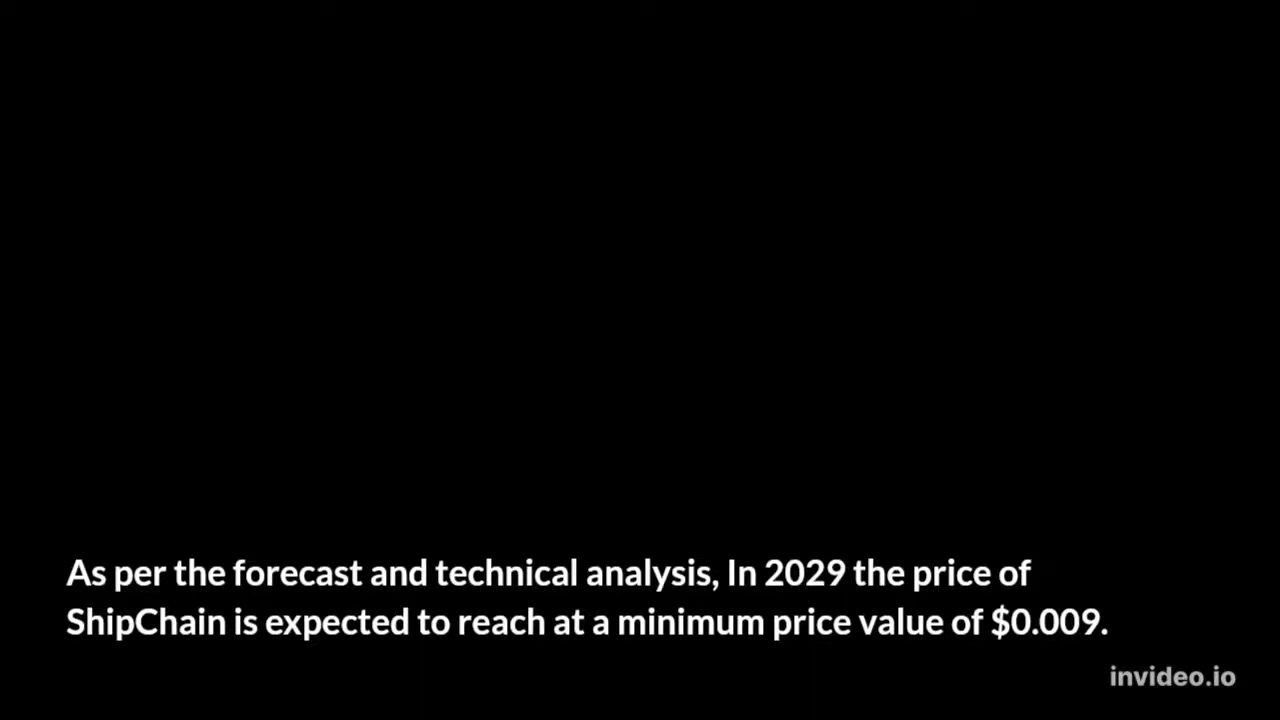 As per the forecast and technical analysis, In 2029 the price of
ShipChain is expected to reach at a minimum price value of $0.009.
invideo.io